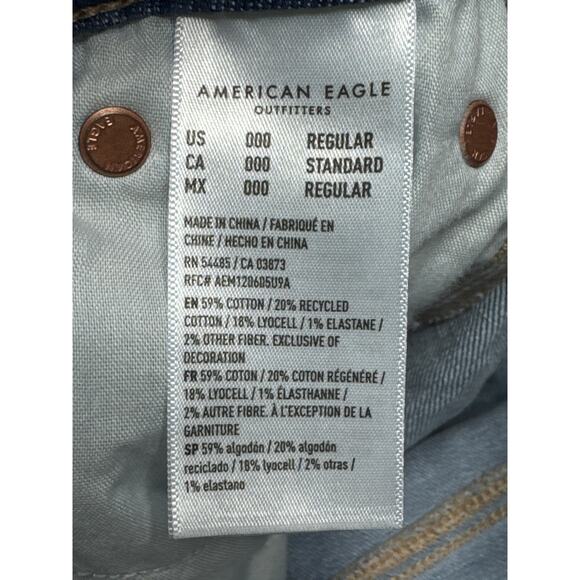 AMERICAN EAGLE
OUTFITTERS
US 000 REGULAR
CA 000 STANDARD
MX 000 REGULAR
MADE IN CHINA / FABRIQUÉ EN
CHINE / HECHO EN CHINA
RN 54485 / CA 03873
RFC# AEM120605U9A
EN 59% COTTON / 20% RECYCLED
COTTON / 18% LYOCELL / 1% ELASTANE /
2% OTHER FIBER. EXCLUSIVE OF
DECORATION
FR 59% COTON / 20% COTON RÉGÉNÉRÉ /
18% LYOCELL / 1% ÉLASTHANNE /
2% AUTRE FIBRE. À L'EXCEPTION DE LA
GARNITURE
SP 59% algodón / 20% algodón
reciclado / 18% lyocell / 2% otras /
1% elastano
AMERICAN EAGLE